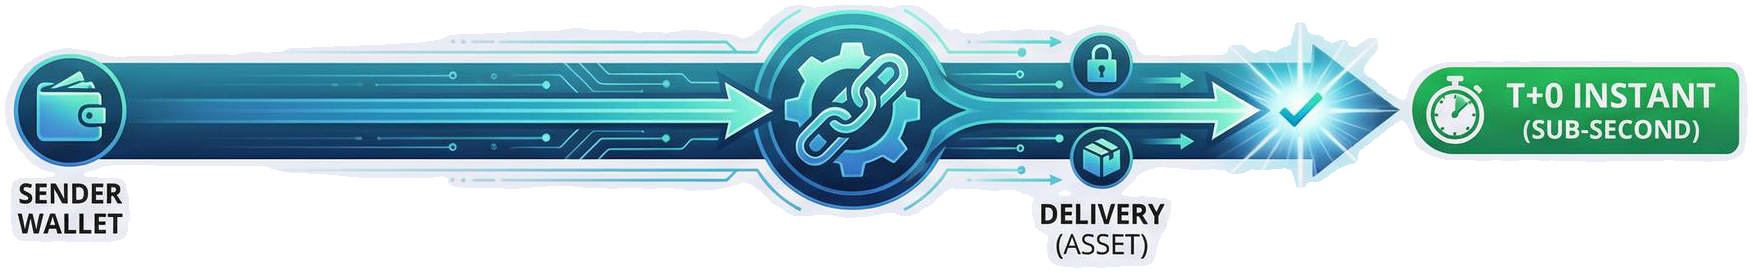 SENDER
WALLET
DELIVERY
(ASSET)
T+0 INSTANT
(SUB-SECOND)